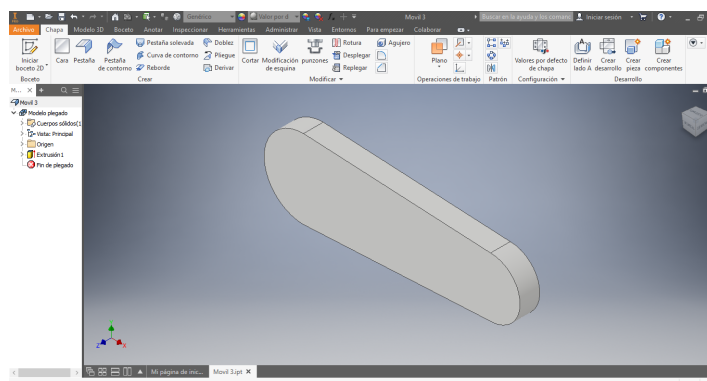 Genérico
Valor por d
Movil 3
Buscar en la ayuda y los comand
Iniciar sesión
Archivo Chapa Modelo 3D Boceto Anotar Inspeccionar Herramientas Administrar Vista Entornos Para empezar Colaborar
Iniciar boceto 2D
Cara
Pestaña
Pestaña de contorno
Pestaña solevada
Curva de contorno
Reborde
Doblez
Pliegue
Derivar
Cortar
Modificación de esquina
punzones
Rotura
Desplegar
Replegar
Agujero
Plano
Valores por defecto de chapa
Definir lado A
Crear desarrollo
Crear pieza
Crear componentes
Boceto
Crear
Modificar
Operaciones de trabajo
Patrón
Configuración
Desarrollo
M...
Movil 3
Modelo plegado
Cuerpos sólidos(1
Vista: Principal
Origen
Extrusión1
Fin de plegado
Z
X
Mi página de inic...
Movil 3.ipt